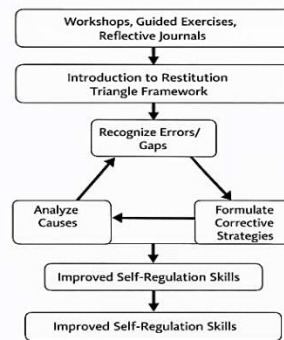 Workshops, Guided Exercises,
Reflective Journals
Introduction to Restitution
Triangle Framework
Recognize Errors/
Gaps
Analyze
Causes
Formulate
Corrective
Strategies
Improved Self-Regulation Skills
Improved Self-Regulation Skills